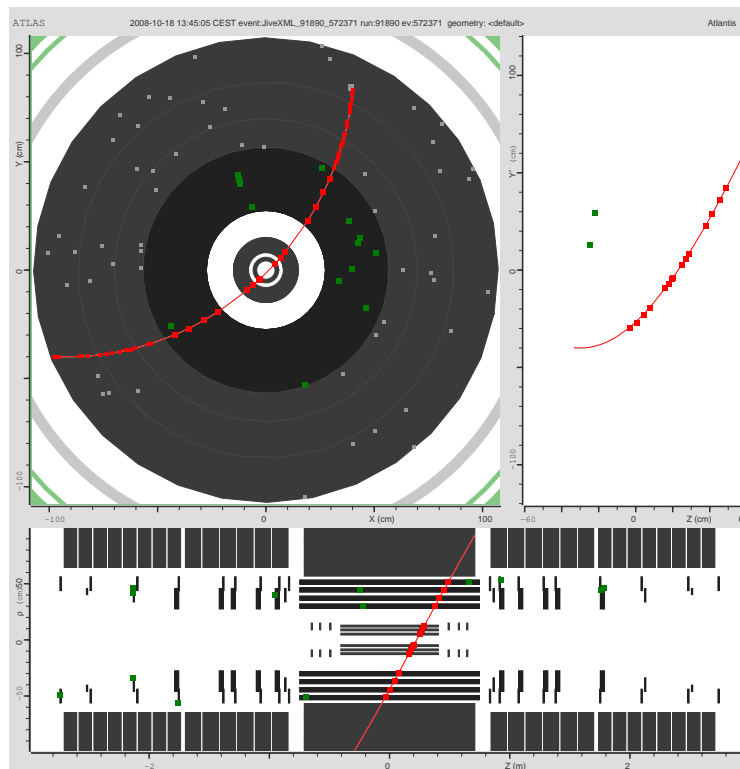 ATLAS 2008-10-18 13:45:05 CEST event:JiveXML_91890_572371 run:91890 ev:572371 geometry: <default> Atlantis
100
Y (cm)
0
-100
-100 0 X (cm) 100
100
Y' (cm)
0
-100
-60 0 Z (cm)
50
ρ (cm)
0
-50
-2 0 Z (m) 2